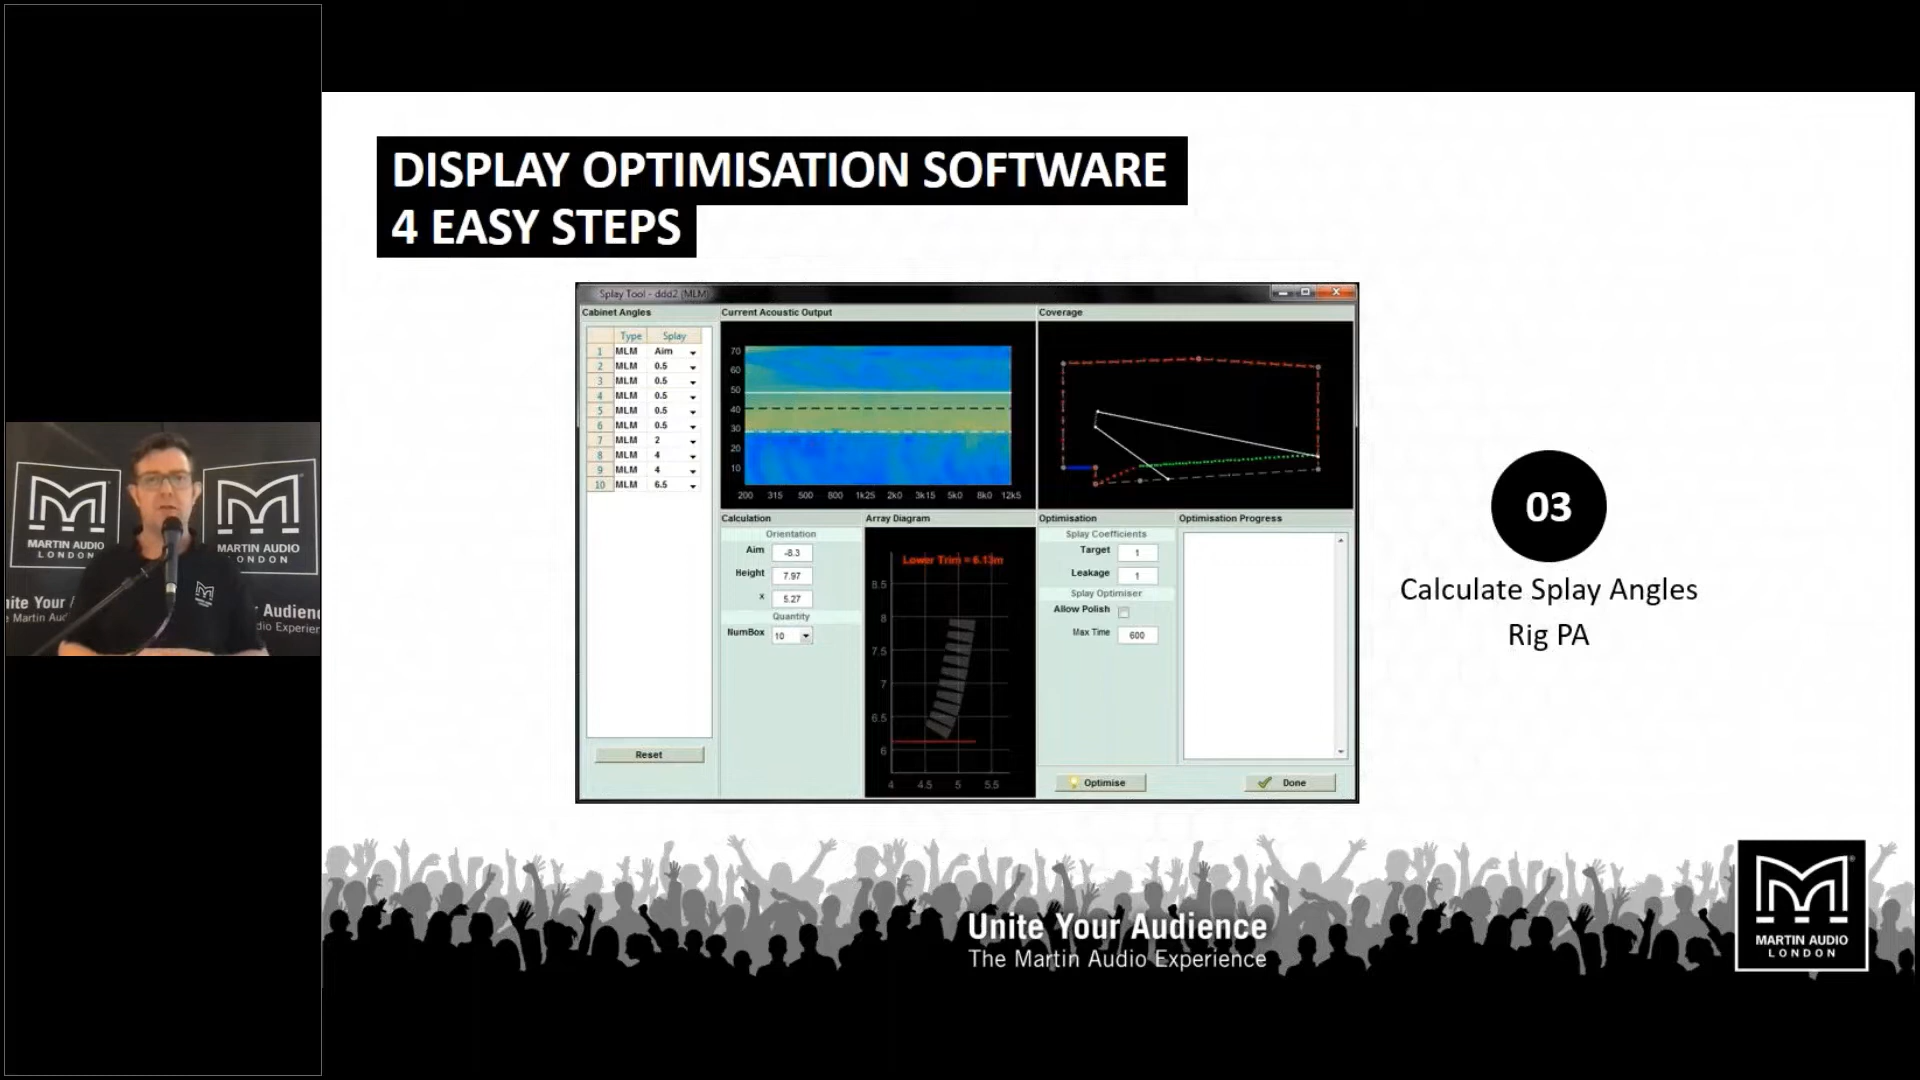 DISPLAY OPTIMISATION SOFTWARE
4 EASY STEPS
Splay Tool - ddd2 (MLM)
Cabinet Angles
Type Splay
1 MLM Aim
2 MLM 0.5
3 MLM 0.5
4 MLM 0.5
5 MLM 0.5
6 MLM 0.5
7 MLM 2
8 MLM 4
9 MLM 4
10 MLM 6.5
Reset
Current Acoustic Output
70
60
50
40
30
20
10
200 315 500 800 1k25 2k0 3k15 5k0 8k0 12k5
Coverage
Calculation
Orientation
Aim -8.3
Height 7.97
x 5.27
Quantity
NumBox 10
Array Diagram
Lower Trim = 6.13m
8.5
8
7.5
7
6.5
6
4 4.5 5 5.5
Optimisation
Splay Coefficients
Target 1
Leakage 1
Splay Optimiser
Allow Polish
Max Time 600
Optimise
Optimisation Progress
Done
03
Calculate Splay Angles
Rig PA
MARTIN AUDIO
LONDON
MARTIN AUDIO
LONDON
nite Your
Martin Au
Audien
dio Experien
Unite Your Audience
The Martin Audio Experience
MARTIN AUDIO
LONDON